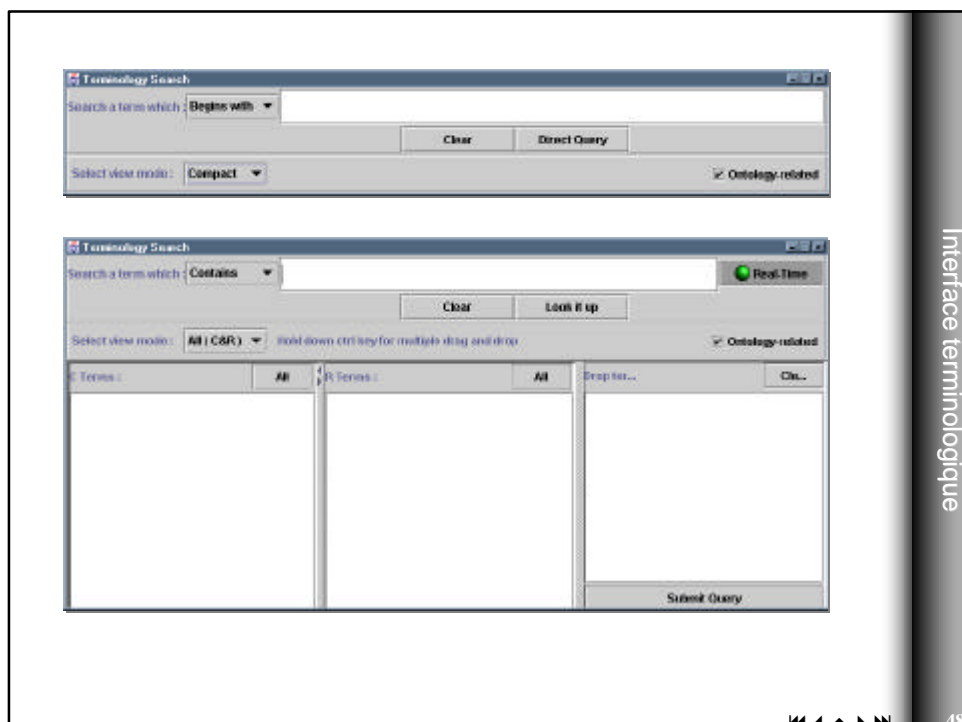 Terminology Search
Search a term which : Begins with
Clear Direct Query
Select view mode : Compact Ontology-related
Terminology Search
Search a term which : Contains Real-Time
Clear Look it up
Select view mode : All ( C&R ) Hold down ctrl key for multiple drag and drop Ontology-related
C Terms : All R Terms : All Drop ter... Cle...
Submit Query
Interface terminologique